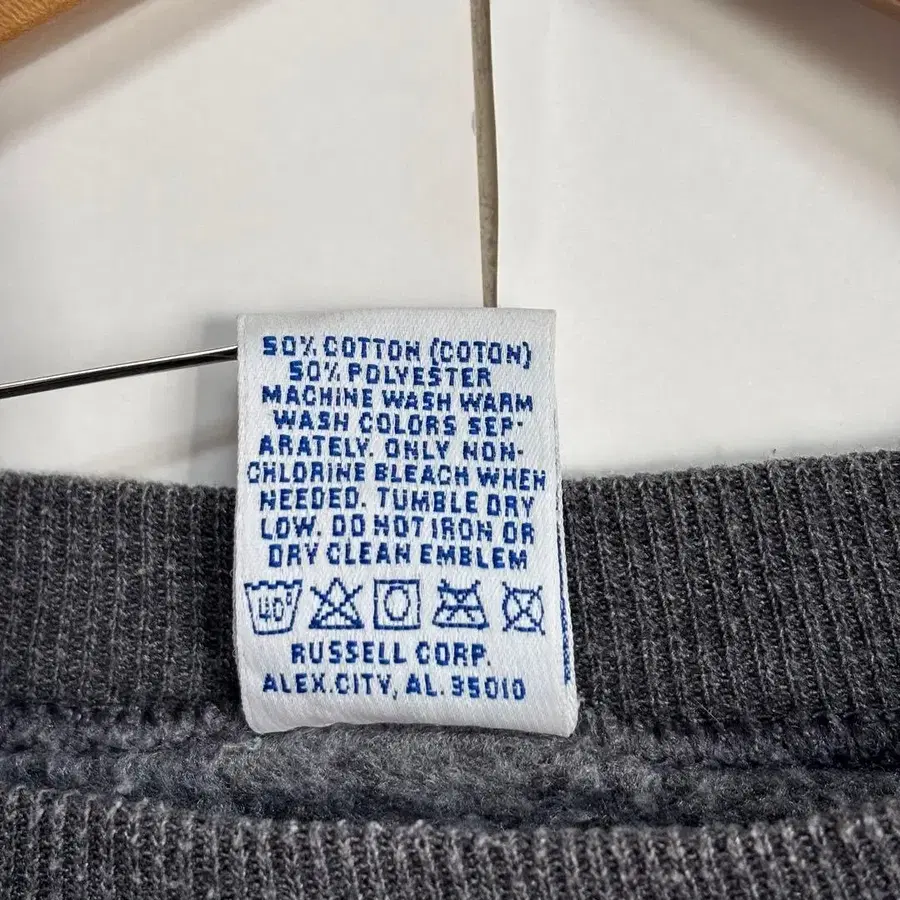 50% COTTON (COTON)
50% POLYESTER
MACHINE WASH WARM
WASH COLORS SEP-
ARATELY. ONLY NON-
CHLORINE BLEACH WHEN
NEEDED. TUMBLE DRY
LOW. DO NOT IRON OR
DRY CLEAN EMBLEM
40°
RUSSELL CORP.
ALEX.CITY, AL. 35010